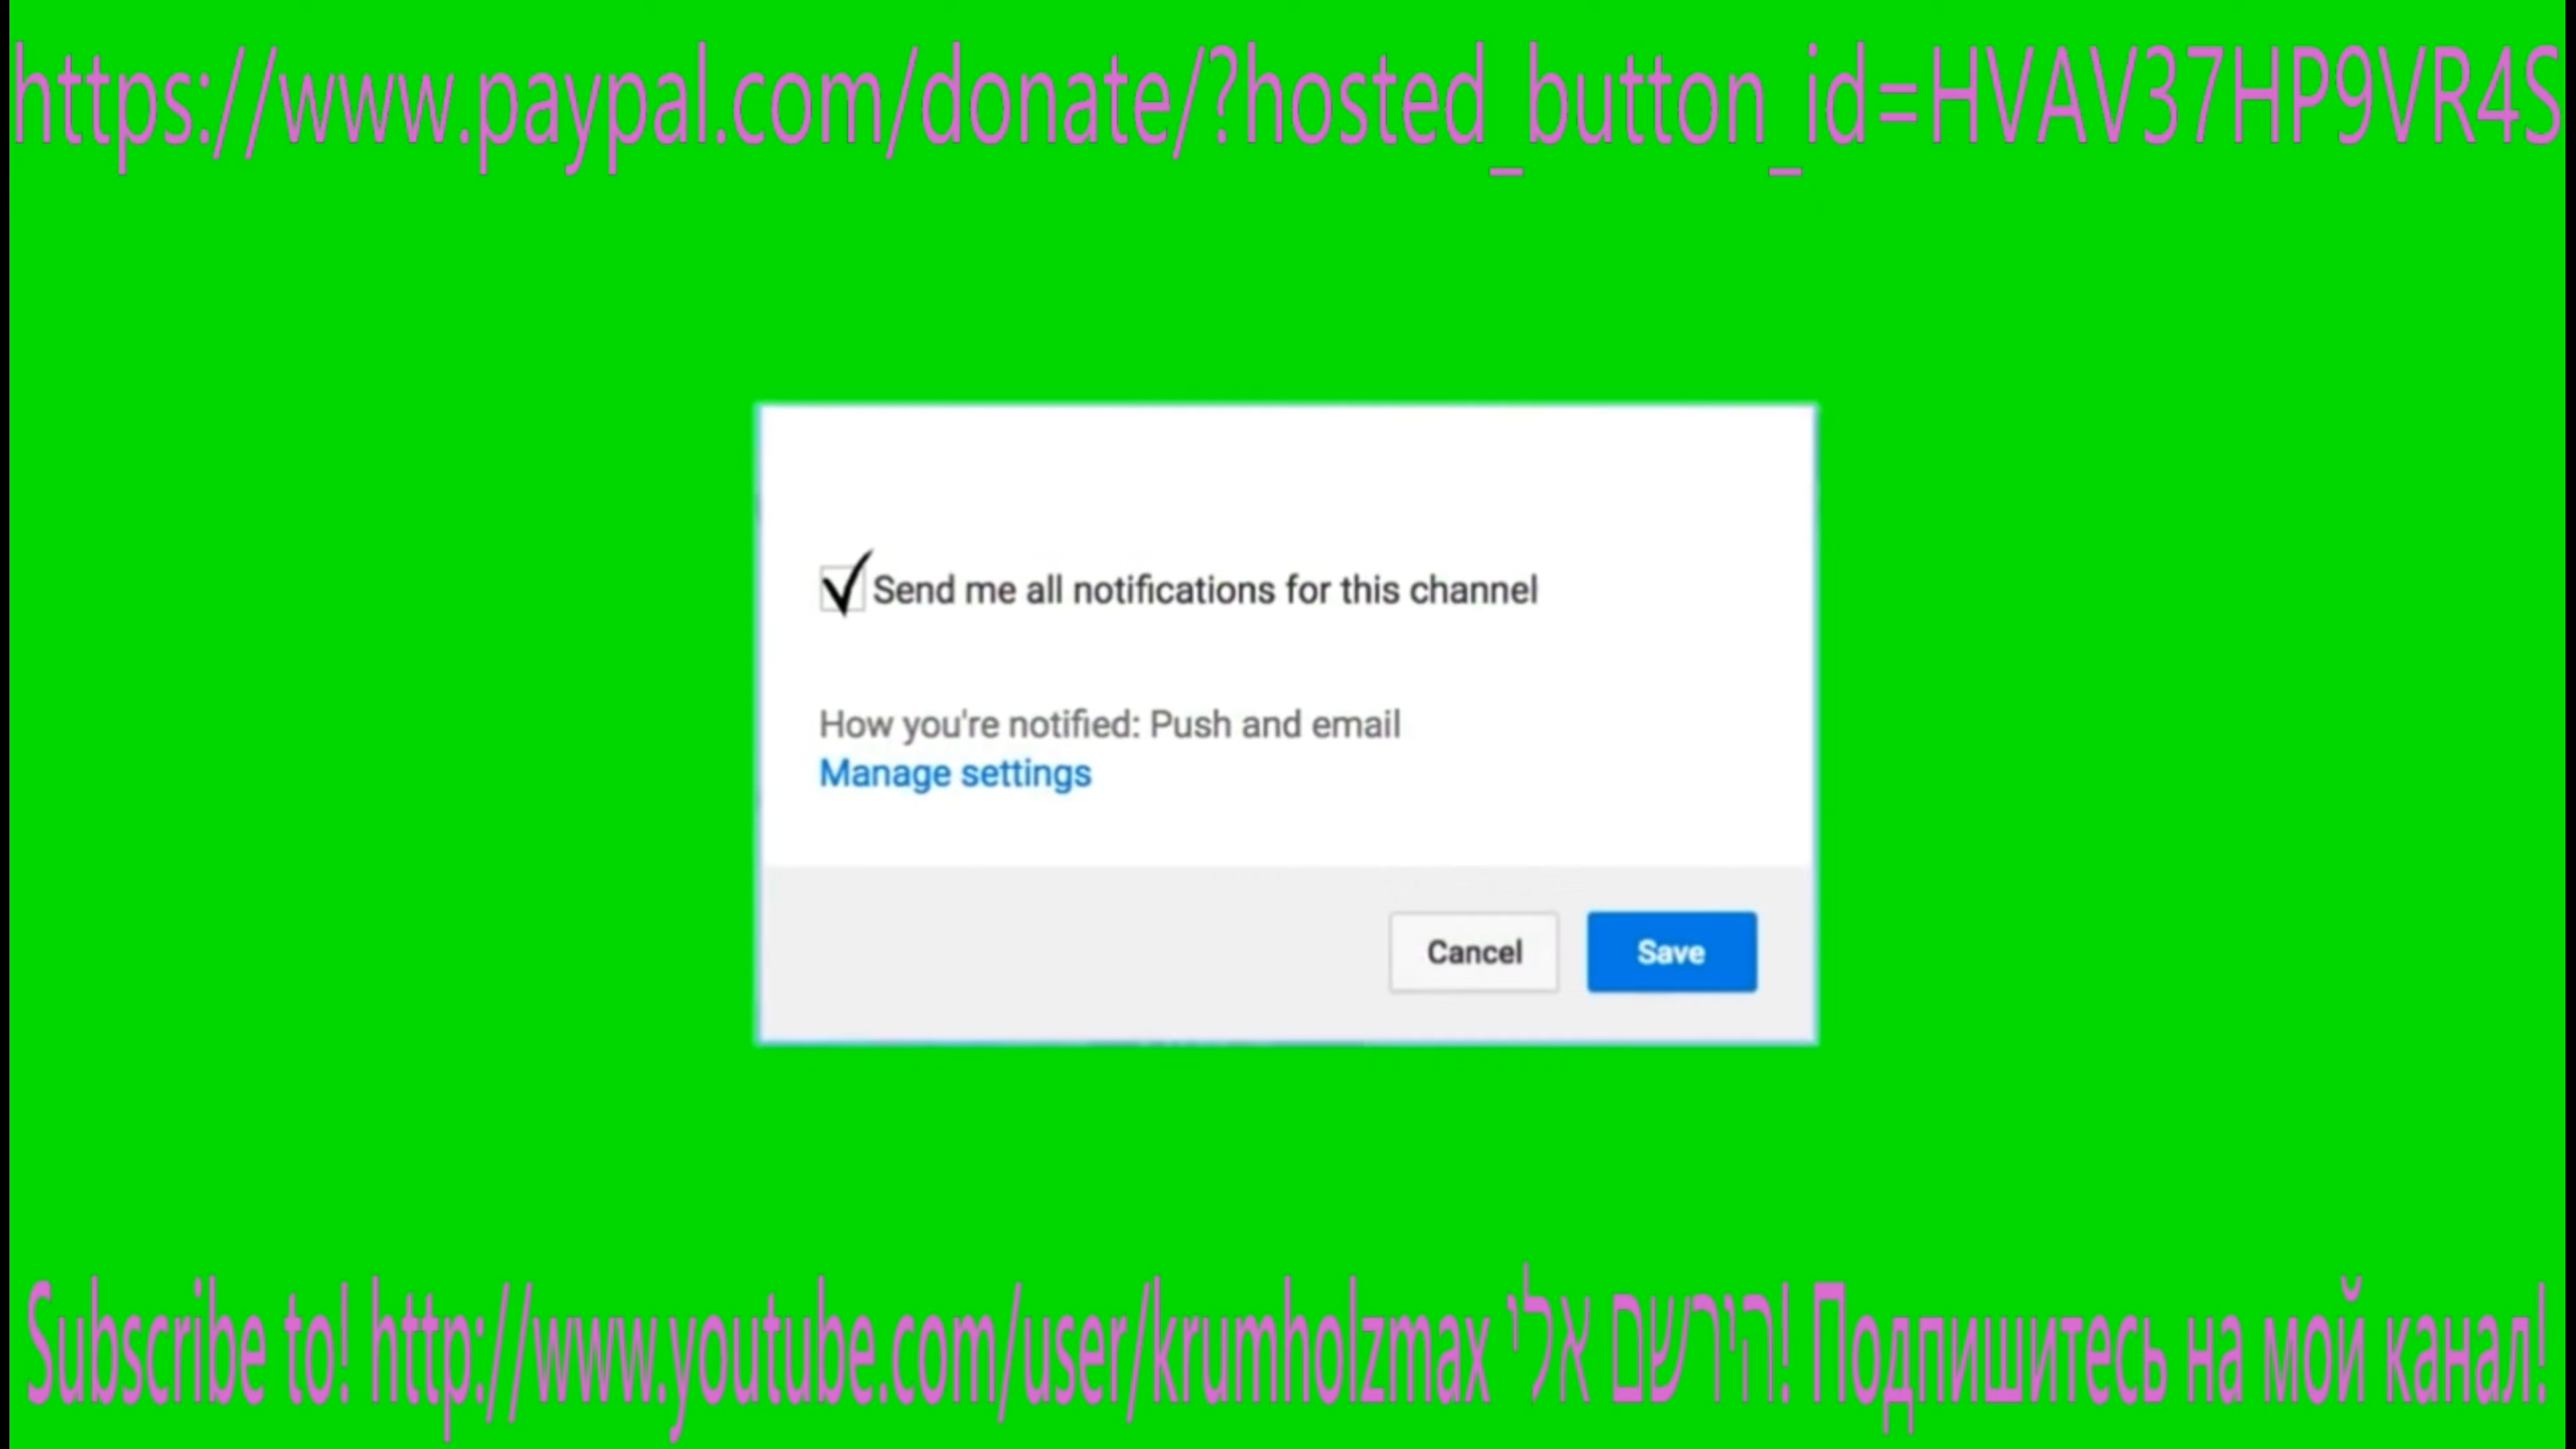 https://www.paypal.com/donate/?hosted_button_id=HVAV37HP9VR4S
Send me all notifications for this channel
How you're notified: Push and email
Manage settings
Cancel Save
Subscribe to! http://www.youtube.com/user/krumholzmax הירשם אלי! Подпишитесь на мой канал!